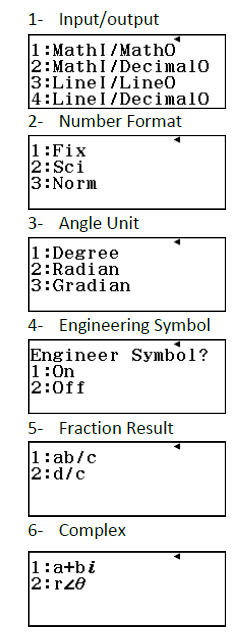 1- Input/output
1:MathI/MathO
2:MathI/DecimalO
3:LineI/LineO
4:LineI/DecimalO
2- Number Format
1:Fix
2:Sci
3:Norm
3- Angle Unit
1:Degree
2:Radian
3:Gradian
4- Engineering Symbol
Engineer Symbol?
1:On
2:Off
5- Fraction Result
1:ab/c
2:d/c
6- Complex
1:a+bi
2:r∠θ